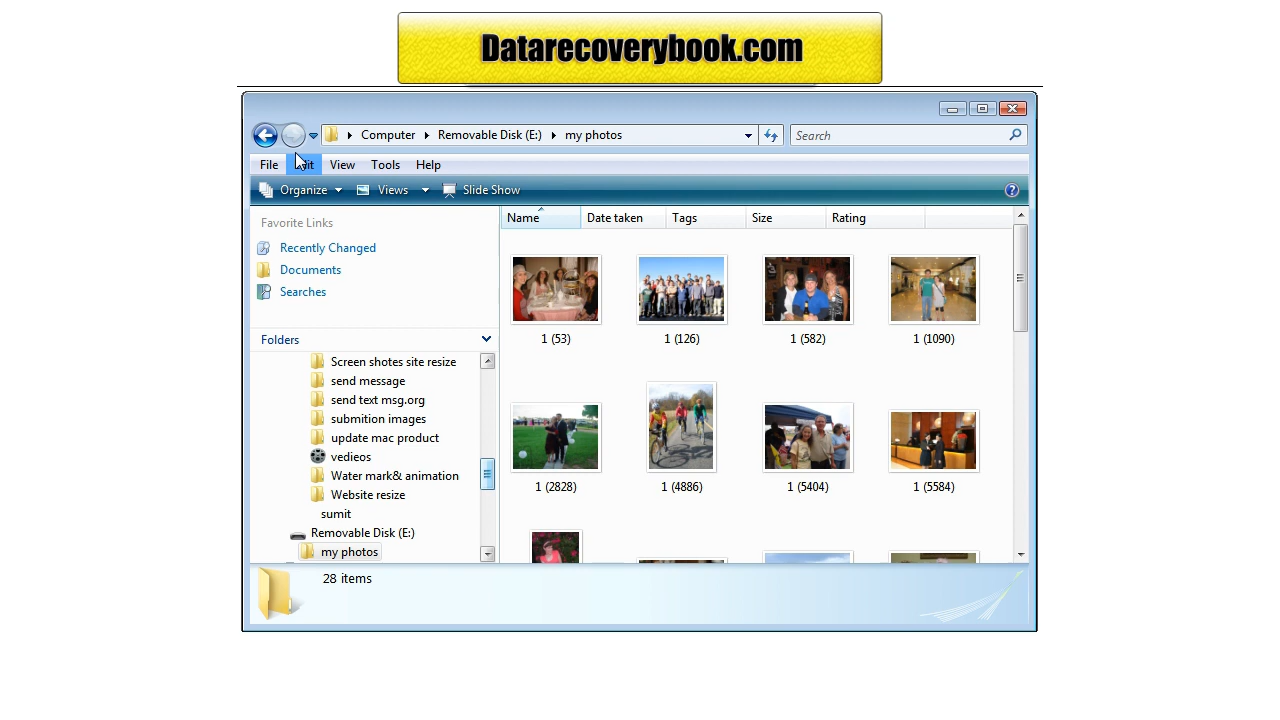 Datarecoverybook.com
Computer Removable Disk (E:) my photos
Search
File Edit View Tools Help
Organize Views Slide Show
Favorite Links
Recently Changed
Documents
Searches
Folders
Screen shotes site resize
send message
send text msg.org
submition images
update mac product
vedieos
Water mark& animation
Website resize
sumit
Removable Disk (E:)
my photos
Name Date taken Tags Size Rating
1 (53) 1 (126) 1 (582) 1 (1090)
1 (2828) 1 (4886) 1 (5404) 1 (5584)
28 items